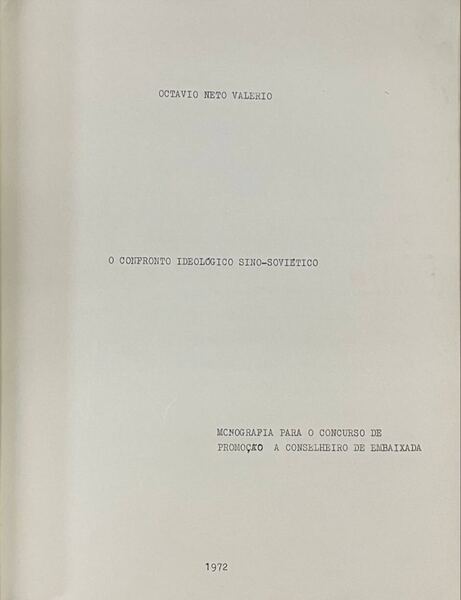 OCTAVIO NETO VALERIO
O CONFRONTO IDEOLÓGICO SINO-SOVIÉTICO
MONOGRAFIA PARA O CONCURSO DE
PROMOÇÃO A CONSELHEIRO DE EMBAIXADA
1972